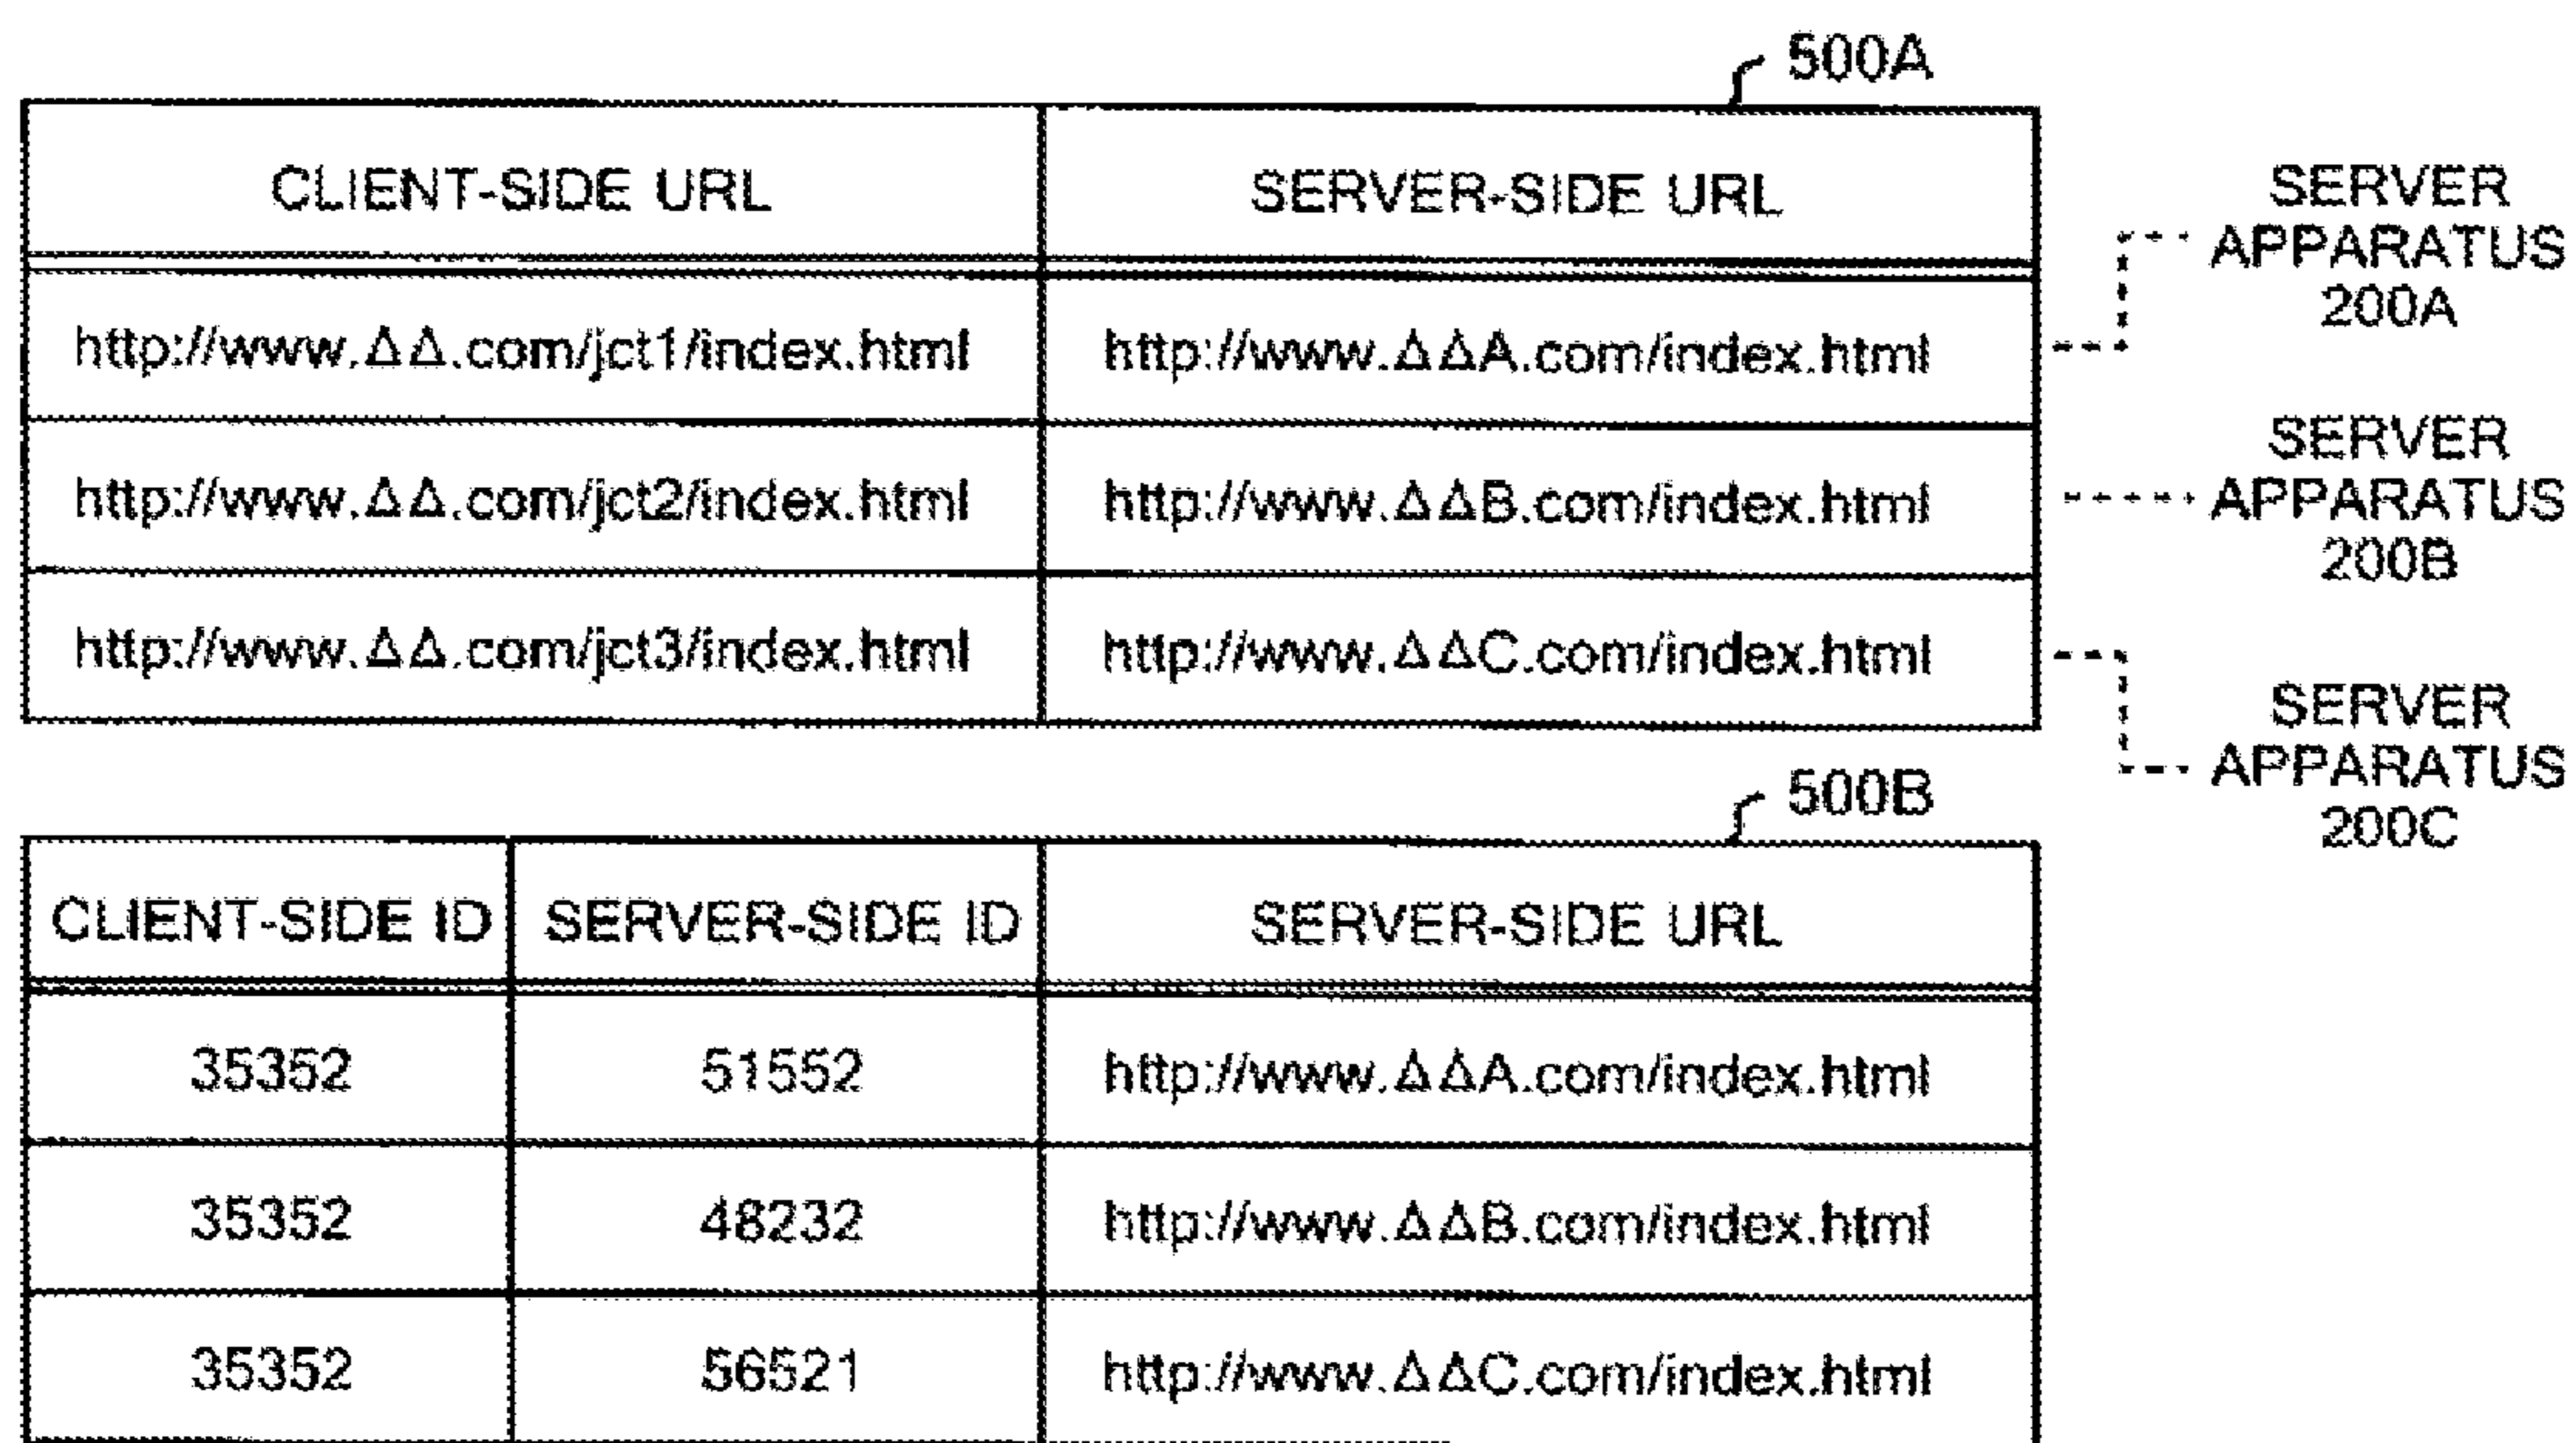 500A
CLIENT-SIDE URL SERVER-SIDE URL
http://www.ΔΔ.com/jct1/index.html http://www.ΔΔA.com/index.html
http://www.ΔΔ.com/jct2/index.html http://www.ΔΔB.com/index.html
http://www.ΔΔ.com/jct3/index.html http://www.ΔΔC.com/index.html
SERVER
APPARATUS
200A
SERVER
APPARATUS
200B
SERVER
APPARATUS
200C
500B
CLIENT-SIDE ID SERVER-SIDE ID SERVER-SIDE URL
35352 51552 http://www.ΔΔA.com/index.html
35352 48232 http://www.ΔΔB.com/index.html
35352 56521 http://www.ΔΔC.com/index.html